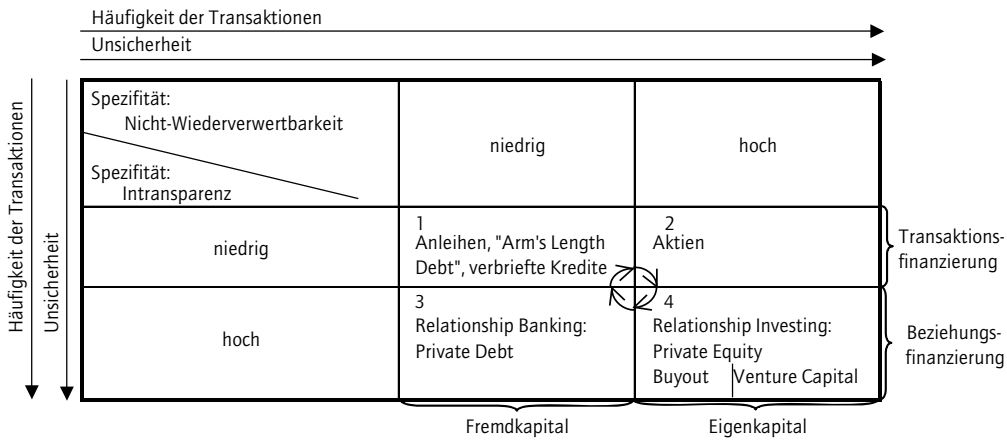 Häufigkeit der Transaktionen
Unsicherheit
Häufigkeit der Transaktionen
Unsicherheit
Spezifität:
Nicht-Wiederverwertbarkeit
Spezifität:
Intransparenz
niedrig
hoch
niedrig
1
Anleihen, "Arm's Length
Debt", verbriefte Kredite
2
Aktien
Transaktions-
finanzierung
hoch
3
Relationship Banking:
Private Debt
4
Relationship Investing:
Private Equity
Buyout Venture Capital
Beziehungs-
finanzierung
Fremdkapital
Eigenkapital